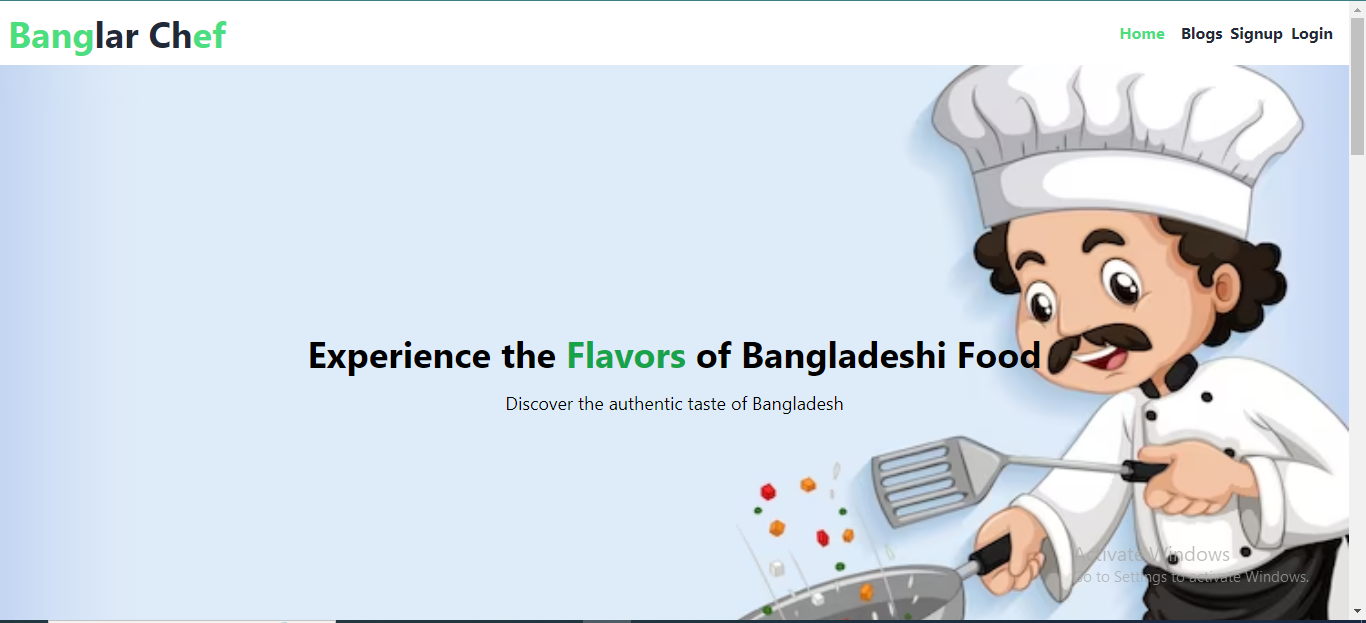 Banglar Chef
Home Blogs Signup Login
Experience the Flavors of Bangladeshi Food
Discover the authentic taste of Bangladesh
Activate Windows
Go to Settings to activate Windows.